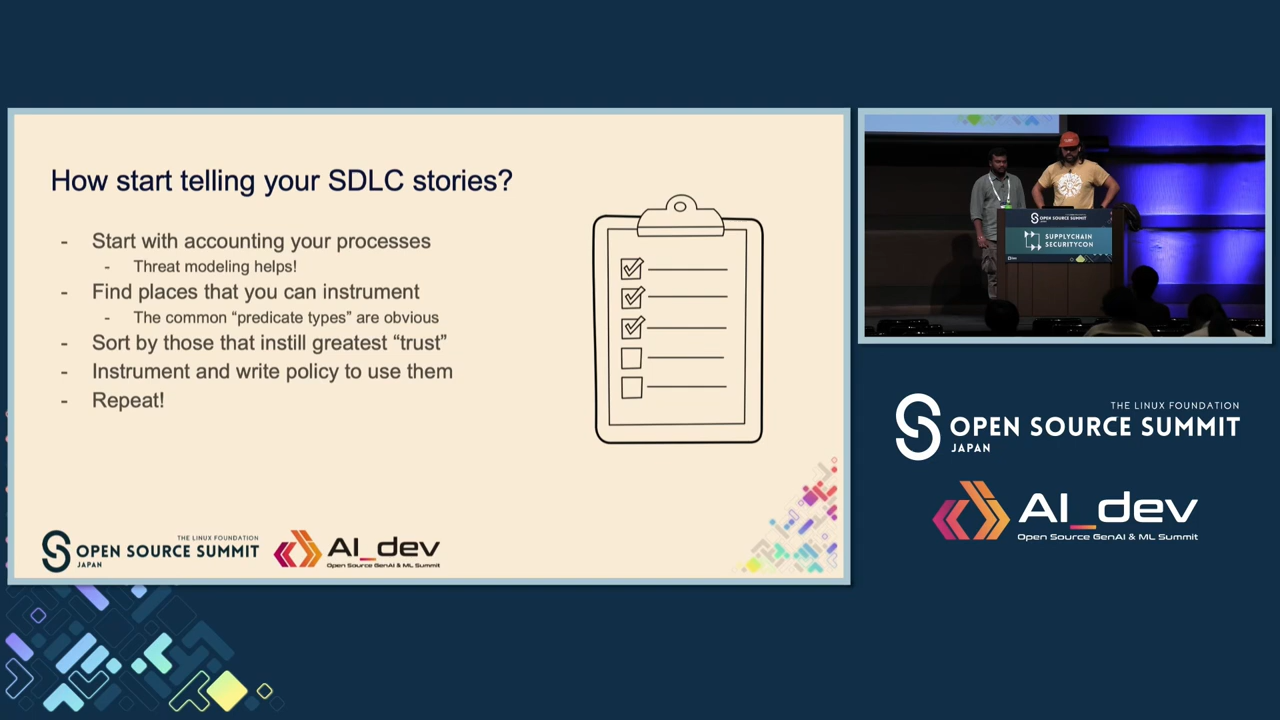 How start telling your SDLC stories?
- Start with accounting your processes
- Threat modeling helps!
- Find places that you can instrument
- The common “predicate types” are obvious
- Sort by those that instill greatest “trust”
- Instrument and write policy to use them
- Repeat!
THE LINUX FOUNDATION
OPEN SOURCE SUMMIT
JAPAN
AI_dev
Open Source GenAI & ML Summit
OPEN SOURCE SUMMIT
SUPPLYCHAIN
SECURITYCON
THE LINUX FOUNDATION
OPEN SOURCE SUMMIT
JAPAN
AI_dev
Open Source GenAI & ML Summit